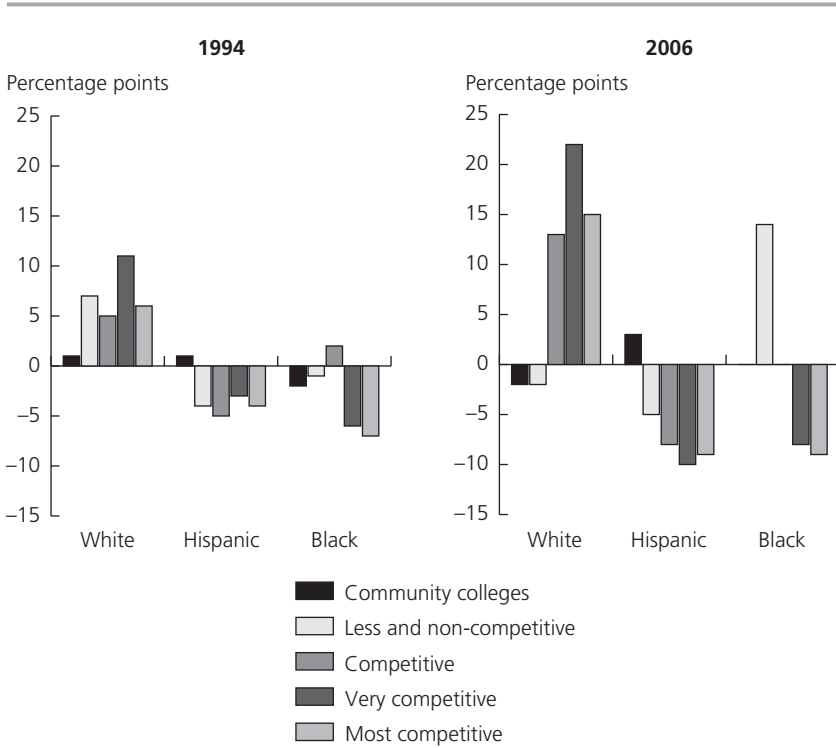 1994
Percentage points
25
20
15
10
5
0
–5
–10
–15
White Hispanic Black
2006
Percentage points
25
20
15
10
5
0
–5
–10
–15
White Hispanic Black
Community colleges
Less and non-competitive
Competitive
Very competitive
Most competitive